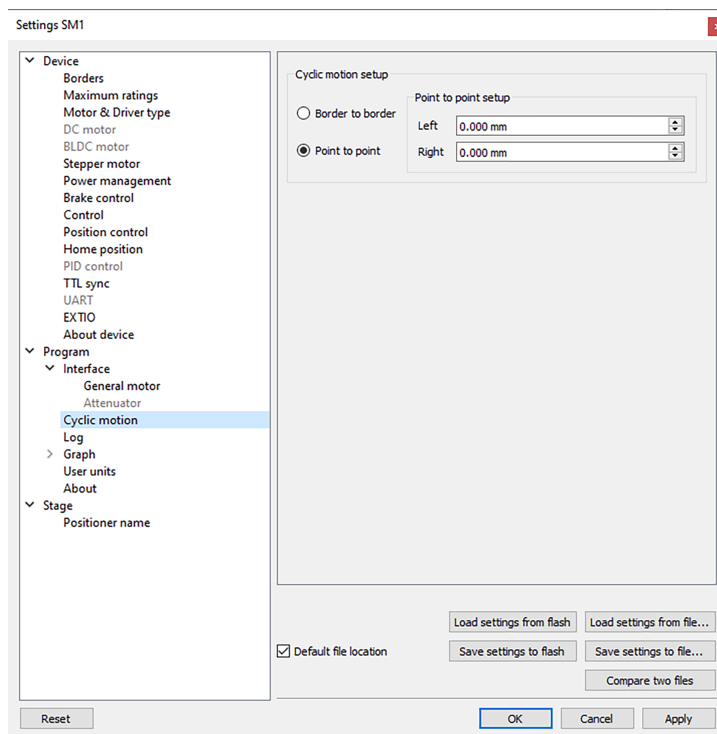 Settings SM1
Device
Borders
Maximum ratings
Motor & Driver type
DC motor
BLDC motor
Stepper motor
Power management
Brake control
Control
Position control
Home position
PID control
TTL sync
UART
EXTIO
About device
Program
Interface
General motor
Attenuator
Cyclic motion
Log
Graph
User units
About
Stage
Positioner name
Cyclic motion setup
Border to border
Point to point
Point to point setup
Left 0.000 mm
Right 0.000 mm
Load settings from flash Load settings from file...
Default file location Save settings to flash Save settings to file...
Compare two files
Reset OK Cancel Apply